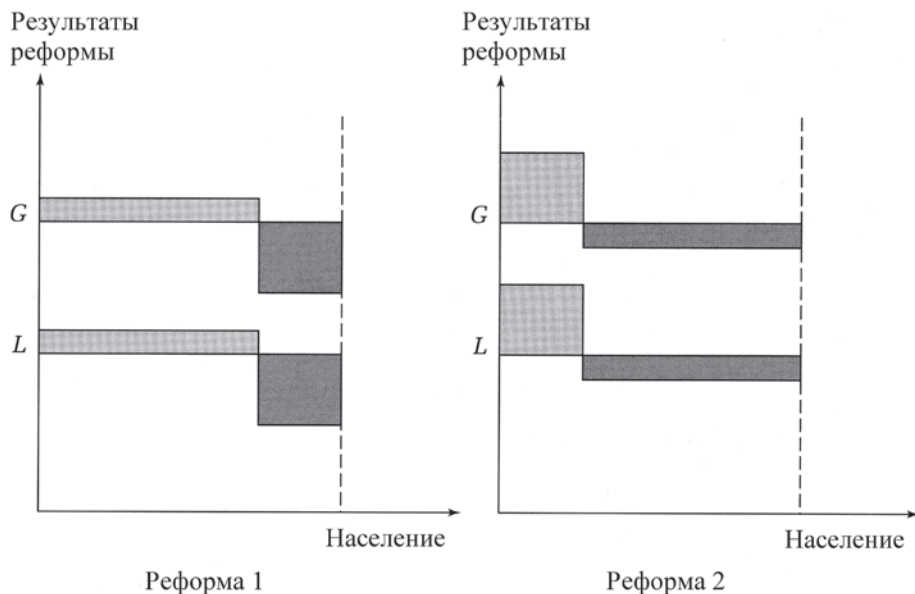 Результаты
реформы
G
L
Население
Реформа 1
Результаты
реформы
G
L
Население
Реформа 2